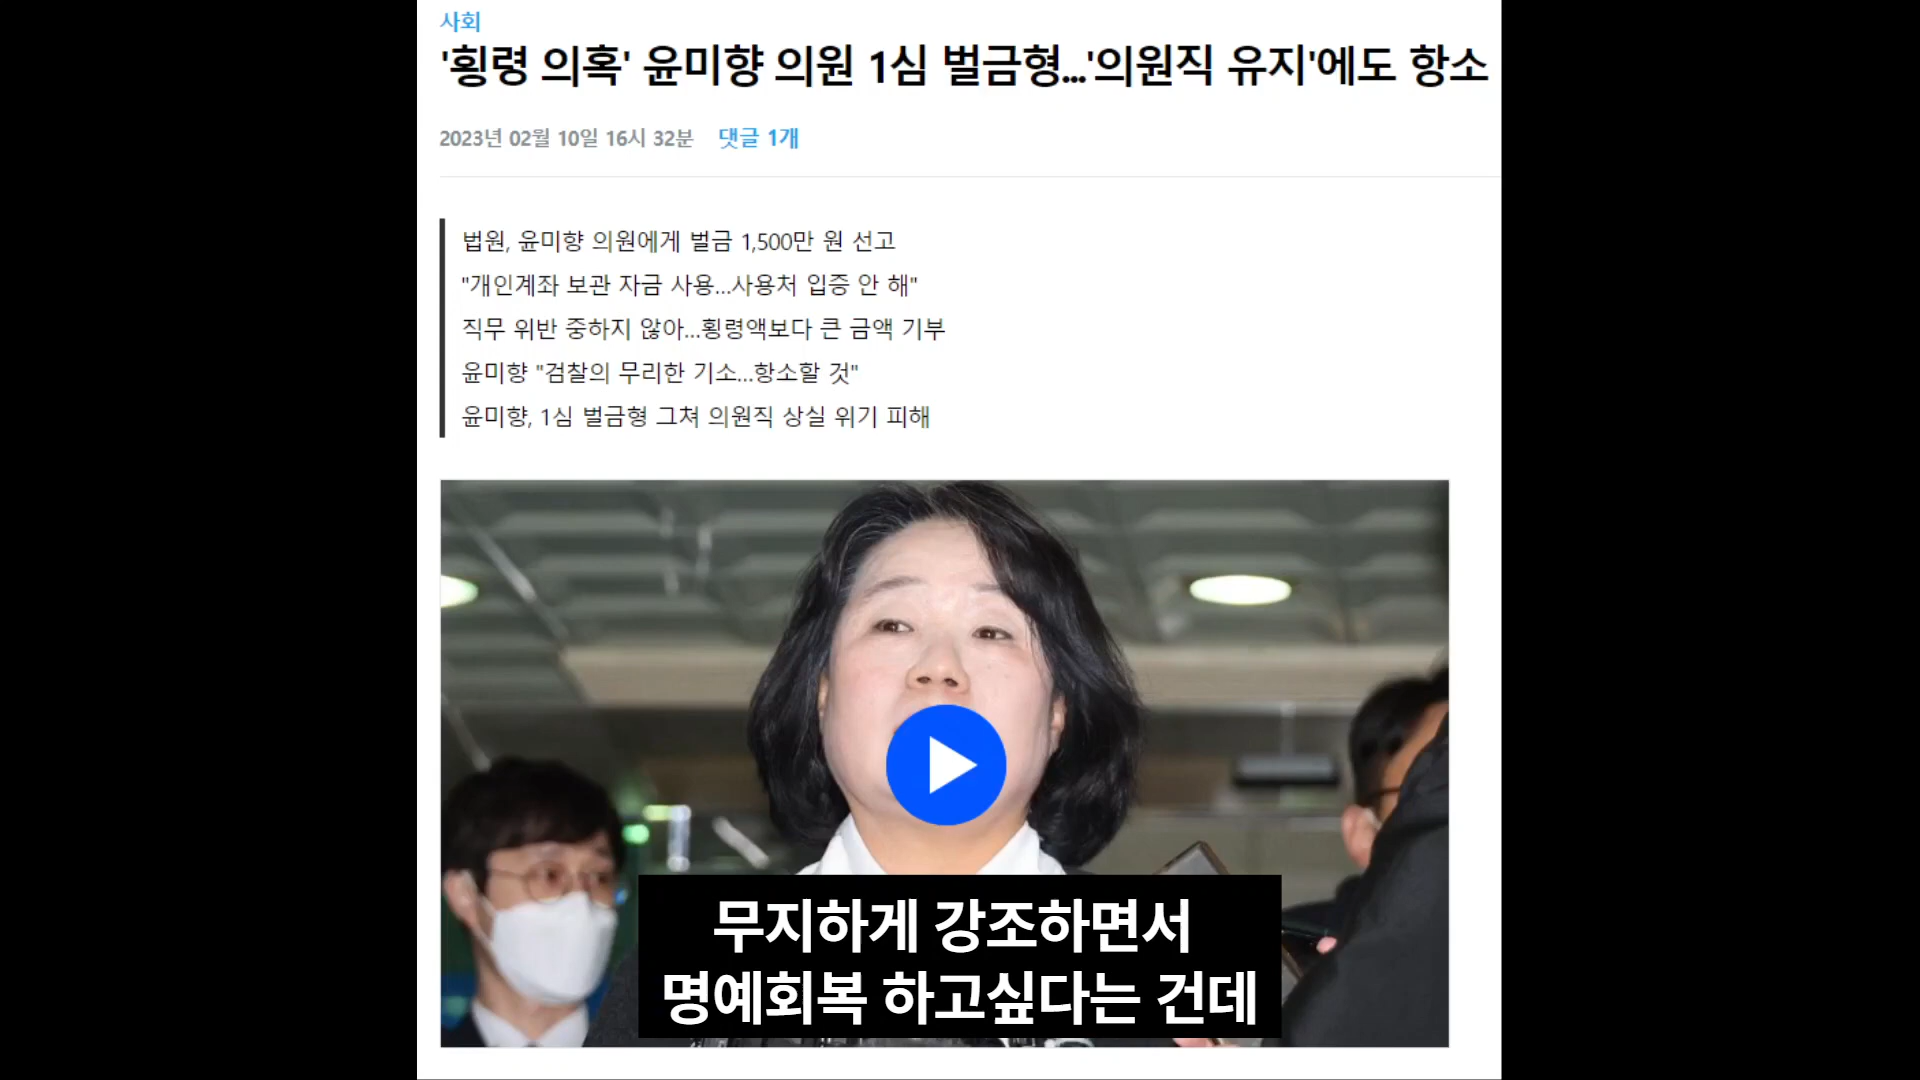 사회
'횡령 의혹' 윤미향 의원 1심 벌금형...'의원직 유지'에도 항소
2023년 02월 10일 16시 32분 댓글 1개
법원, 윤미향 의원에게 벌금 1,500만 원 선고
"개인계좌 보관 자금 사용...사용처 입증 안 해"
직무 위반 중하지 않아...횡령액보다 큰 금액 기부
윤미향 "검찰의 무리한 기소...항소할 것"
윤미향, 1심 벌금형 그쳐 의원직 상실 위기 피해
무지하게 강조하면서
명예회복 하고싶다는 건데